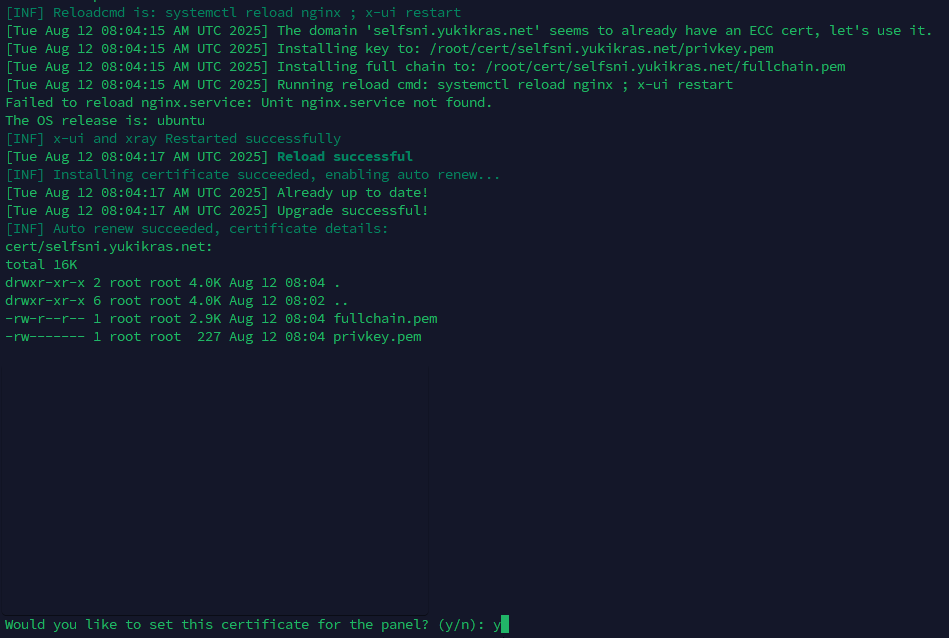 [INF] Reloadcmd is: systemctl reload nginx ; x-ui restart
[Tue Aug 12 08:04:15 AM UTC 2025] The domain 'selfsni.yukikras.net' seems to already have an ECC cert, let's use it.
[Tue Aug 12 08:04:15 AM UTC 2025] Installing key to: /root/cert/selfsni.yukikras.net/privkey.pem
[Tue Aug 12 08:04:15 AM UTC 2025] Installing full chain to: /root/cert/selfsni.yukikras.net/fullchain.pem
[Tue Aug 12 08:04:15 AM UTC 2025] Running reload cmd: systemctl reload nginx ; x-ui restart
Failed to reload nginx.service: Unit nginx.service not found.
The OS release is: ubuntu
[INF] x-ui and xray Restarted successfully
[Tue Aug 12 08:04:17 AM UTC 2025] Reload successful
[INF] Installing certificate succeeded, enabling auto renew...
[Tue Aug 12 08:04:17 AM UTC 2025] Already up to date!
[Tue Aug 12 08:04:17 AM UTC 2025] Upgrade successful!
[INF] Auto renew succeeded, certificate details:
cert/selfsni.yukikras.net:
total 16K
drwxr-xr-x 2 root root 4.0K Aug 12 08:04 .
drwxr-xr-x 6 root root 4.0K Aug 12 08:02 ..
-rw-r--r-- 1 root root 2.9K Aug 12 08:04 fullchain.pem
-rw------- 1 root root  227 Aug 12 08:04 privkey.pem
Would you like to set this certificate for the panel? (y/n): y